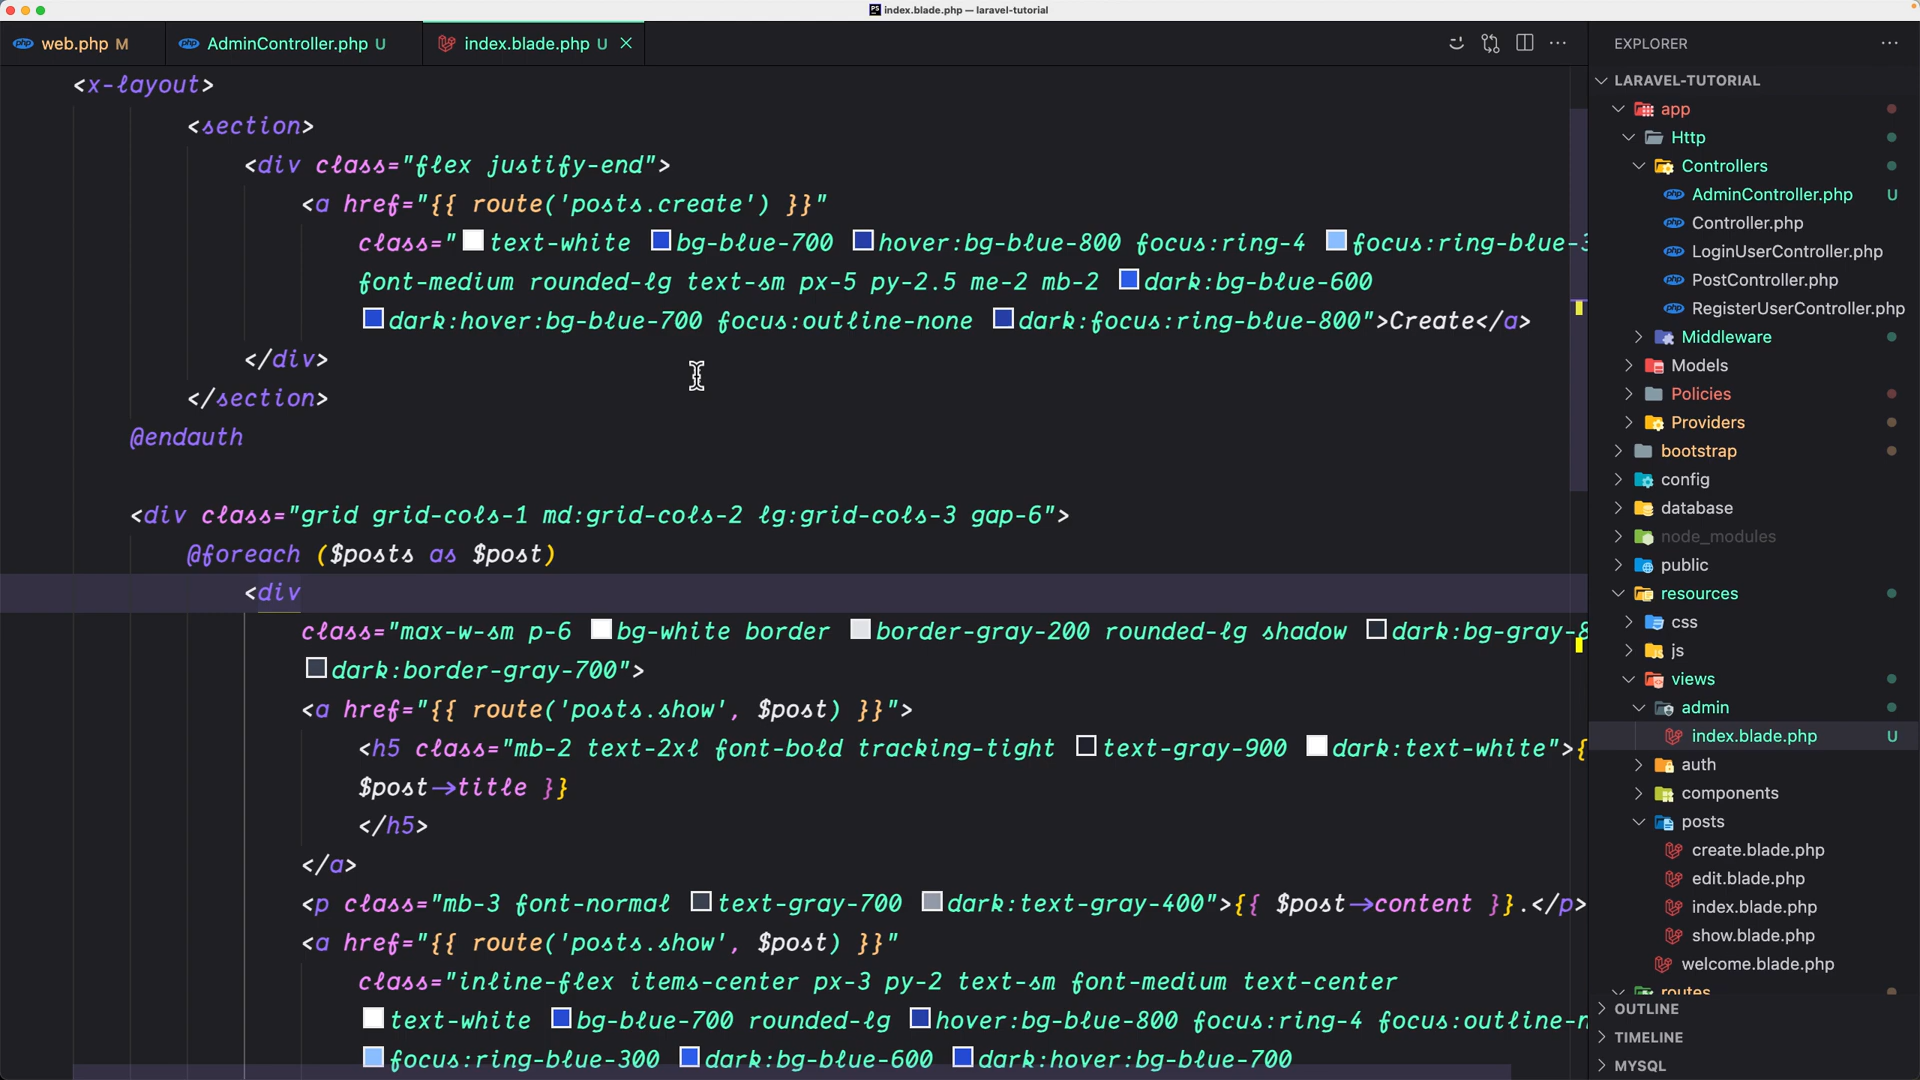 index.blade.php — laravel-tutorial
web.php M
AdminController.php U
index.blade.php U
<x-layout>
<section>
<div class="flex justify-end">
<a href="{{ route('posts.create') }}"
class="text-white bg-blue-700 hover:bg-blue-800 focus:ring-4 focus:ring-blue-3
font-medium rounded-lg text-sm px-5 py-2.5 me-2 mb-2 dark:bg-blue-600
dark:hover:bg-blue-700 focus:outline-none dark:focus:ring-blue-800">Create</a>
</div>
</section>
@endauth
<div class="grid grid-cols-1 md:grid-cols-2 lg:grid-cols-3 gap-6">
@foreach ($posts as $post)
<div
class="max-w-sm p-6 bg-white border border-gray-200 rounded-lg shadow dark:bg-gray-8
dark:border-gray-700">
<a href="{{ route('posts.show', $post) }}">
<h5 class="mb-2 text-2xl font-bold tracking-tight text-gray-900 dark:text-white">{
$post->title }}
</h5>
</a>
<p class="mb-3 font-normal text-gray-700 dark:text-gray-400">{{ $post->content }}.</p>
<a href="{{ route('posts.show', $post) }}"
class="inline-flex items-center px-3 py-2 text-sm font-medium text-center
text-white bg-blue-700 rounded-lg hover:bg-blue-800 focus:ring-4 focus:outline-n
focus:ring-blue-300 dark:bg-blue-600 dark:hover:bg-blue-700
EXPLORER
LARAVEL-TUTORIAL
app
Http
Controllers
AdminController.php U
Controller.php
LoginUserController.php
PostController.php
RegisterUserController.php
Middleware
Models
Policies
Providers
bootstrap
config
database
node_modules
public
resources
css
js
views
admin
index.blade.php U
auth
components
posts
create.blade.php
edit.blade.php
index.blade.php
show.blade.php
welcome.blade.php
routes
OUTLINE
TIMELINE
MYSQL